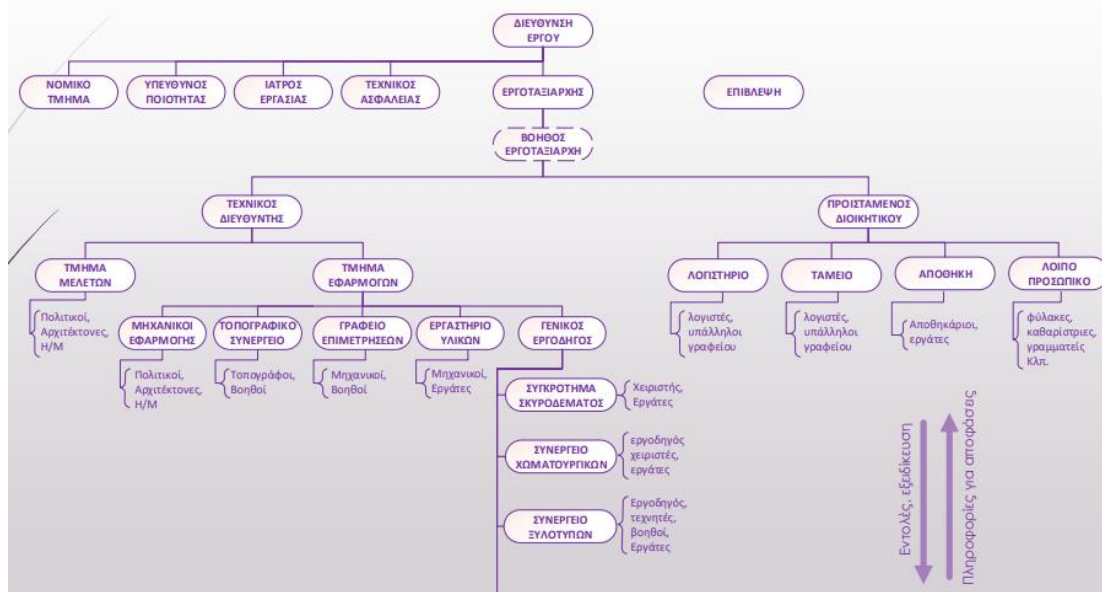 ΔΙΕΥΘΥΝΣΗ
ΕΡΓΟΥ
ΝΟΜΙΚΟ
ΤΜΗΜΑ
ΥΠΕΥΘΥΝΟΣ
ΠΟΙΟΤΗΤΑΣ
ΙΑΤΡΟΣ
ΕΡΓΑΣΙΑΣ
ΤΕΧΝΙΚΟΣ
ΑΣΦΑΛΕΙΑΣ
ΕΡΓΟΤΑΞΙΑΡΧΗΣ
ΕΠΙΒΛΕΨΗ
ΒΟΗΘΟΣ
ΕΡΓΟΤΑΞΙΑΡΧΗ
ΤΕΧΝΙΚΟΣ
ΔΙΕΥΘΥΝΤΗΣ
ΠΡΟΙΣΤΑΜΕΝΟΣ
ΔΙΟΙΚΗΤΙΚΟΥ
ΤΜΗΜΑ
ΜΕΛΕΤΩΝ
ΤΜΗΜΑ
ΕΦΑΡΜΟΓΩΝ
ΛΟΓΙΣΤΗΡΙΟ
ΤΑΜΕΙΟ
ΑΠΟΘΗΚΗ
ΛΟΙΠΟ
ΠΡΟΣΩΠΙΚΟ
Πολιτικοί,
Αρχιτέκτονες,
Η/Μ
ΜΗΧΑΝΙΚΟΙ
ΕΦΑΡΜΟΓΗΣ
ΤΟΠΟΓΡΑΦΙΚΟ
ΣΥΝΕΡΓΕΙΟ
ΓΡΑΦΕΙΟ
ΕΠΙΜΕΤΡΗΣΕΩΝ
ΕΡΓΑΣΤΗΡΙΟ
ΥΛΙΚΩΝ
ΓΕΝΙΚΟΣ
ΕΡΓΟΔΗΓΟΣ
λογιστές,
υπάλληλοι
γραφείου
λογιστές,
υπάλληλοι
γραφείου
Αποθηκάριοι,
εργάτες
φύλακες,
καθαρίστριες,
γραμματείς
Κλπ.
Πολιτικοί,
Αρχιτέκτονες,
Η/Μ
Τοπογράφοι,
Βοηθοί
Μηχανικοί,
Βοηθοί
Μηχανικοί,
Εργάτες
ΣΥΓΚΡΟΤΗΜΑ
ΣΚΥΡΟΔΕΜΑΤΟΣ
Χειριστής,
Εργάτες
ΣΥΝΕΡΓΕΙΟ
ΧΩΜΑΤΟΥΡΓΙΚΩΝ
εργοδηγός
χειριστές,
εργάτες
ΣΥΝΕΡΓΕΙΟ
ΞΥΛΟΤΥΠΩΝ
Εργοδηγός,
τεχνητές,
βοηθοί,
Εργάτες
Εντολές, εξειδίκευση
Πληροφορίες για αποφάσεις